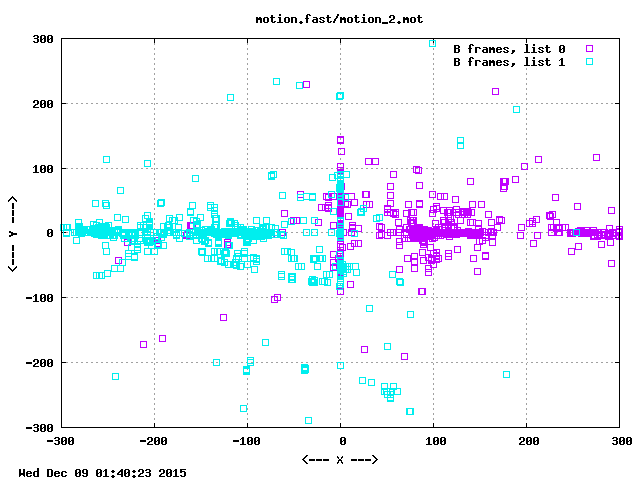 motion.fast/motion_2.mot
B frames, list 0
B frames, list 1
300
200
100
0
-100
-200
-300
<--- Y --->
-300 -200 -100 0 100 200 300
<--- X --->
Wed Dec 09 01:40:23 2015